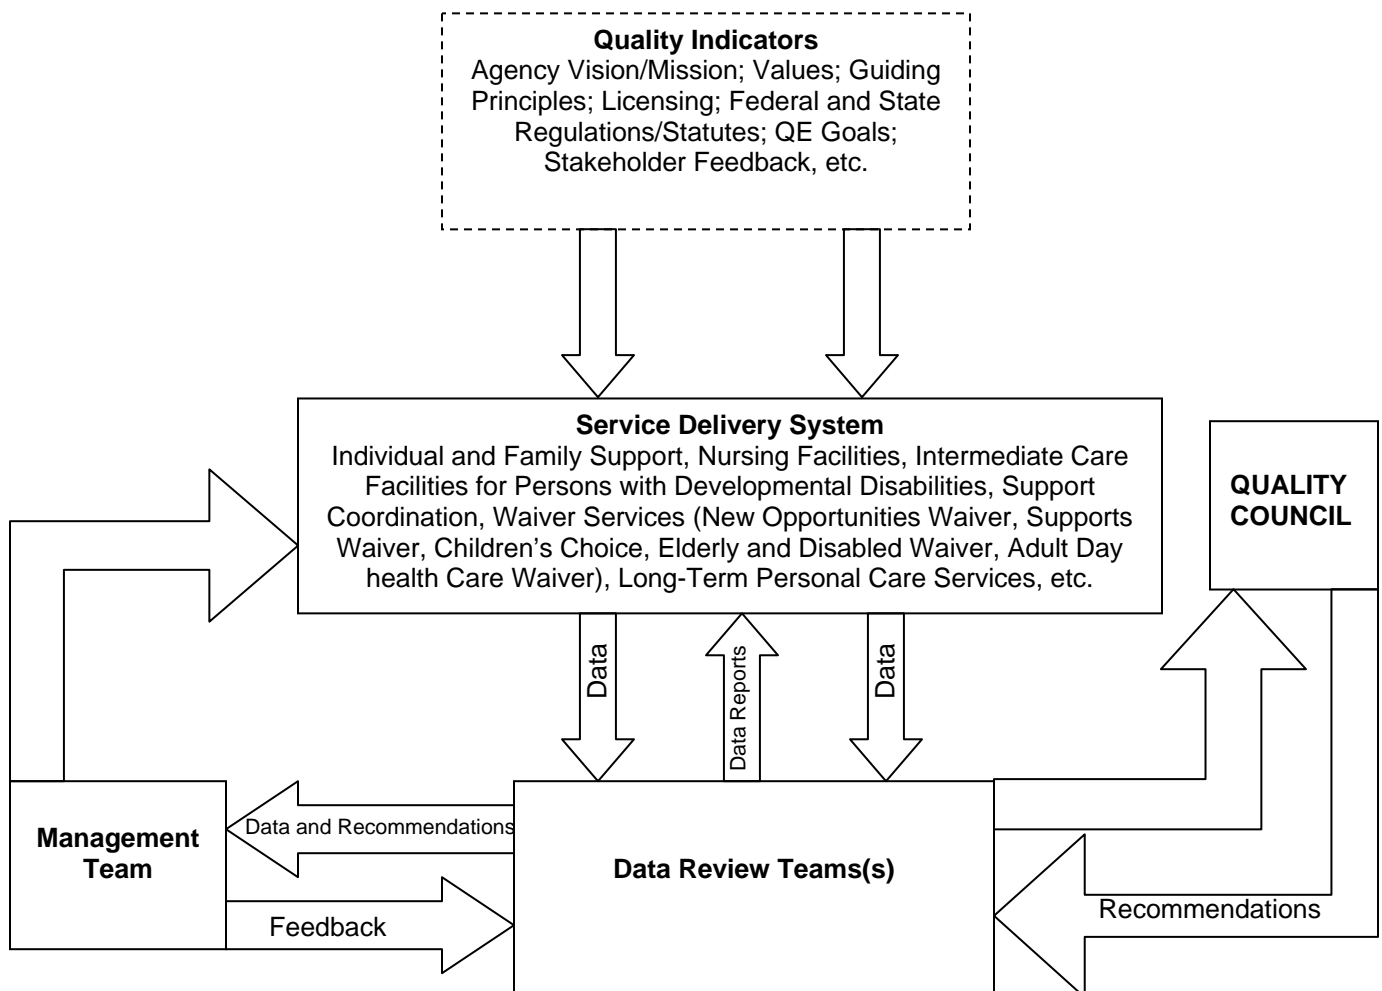 Quality Indicators
Agency Vision/Mission; Values; Guiding
Principles; Licensing; Federal and State
Regulations/Statutes; QE Goals;
Stakeholder Feedback, etc.
Service Delivery System
Individual and Family Support, Nursing Facilities, Intermediate Care
Facilities for Persons with Developmental Disabilities, Support
Coordination, Waiver Services (New Opportunities Waiver, Supports
Waiver, Children’s Choice, Elderly and Disabled Waiver, Adult Day
health Care Waiver), Long-Term Personal Care Services, etc.
QUALITY
COUNCIL
Data
Data Reports
Data
Management
Team
Data and Recommendations
Feedback
Data Review Teams(s)
Recommendations